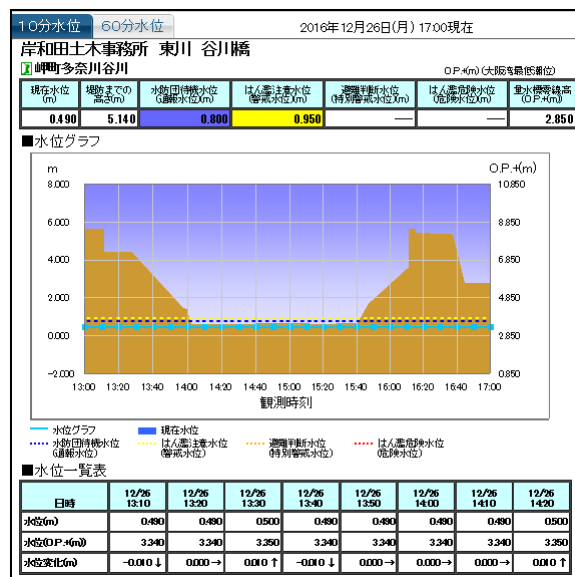 10分水位 60分水位 2016年12月26日(月) 17:00現在
岸和田土木事務所 東川 谷川橋
岬町多奈川谷川 O.P.+(m) (大阪湾最低潮位)
現在水位(m) 堤防までの高さ(m) 水防団待機水位(通報水位)(m) はん濫注意水位(警戒水位)(m) 避難判断水位(特別警戒水位)(m) はん濫危険水位(危険水位)(m) 量水標零線高(O.P.+(m))
0.490 5.140 0.800 0.950 ― ― 2.850
■水位グラフ
m O.P.+(m)
8.000 10.850
6.000 8.850
4.000 6.850
2.000 4.850
0.000 2.850
-2.000 0.850
13:00 13:20 13:40 14:00 14:20 14:40 15:00 15:20 15:40 16:00 16:20 16:40 17:00
観測時刻
水位グラフ 現在水位
水防団待機水位(通報水位) はん濫注意水位(警戒水位) 避難判断水位(特別警戒水位) はん濫危険水位(危険水位)
■水位一覧表
日時 12/26 13:10 12/26 13:20 12/26 13:30 12/26 13:40 12/26 13:50 12/26 14:00 12/26 14:10 12/26 14:20
水位(m) 0.490 0.490 0.500 0.490 0.490 0.490 0.490 0.500
水位(O.P.+(m)) 3.340 3.340 3.350 3.340 3.340 3.340 3.340 3.350
水位変化(m) -0.010↓ 0.000→ 0.010↑ -0.010↓ 0.000→ 0.000→ 0.000→ 0.010↑